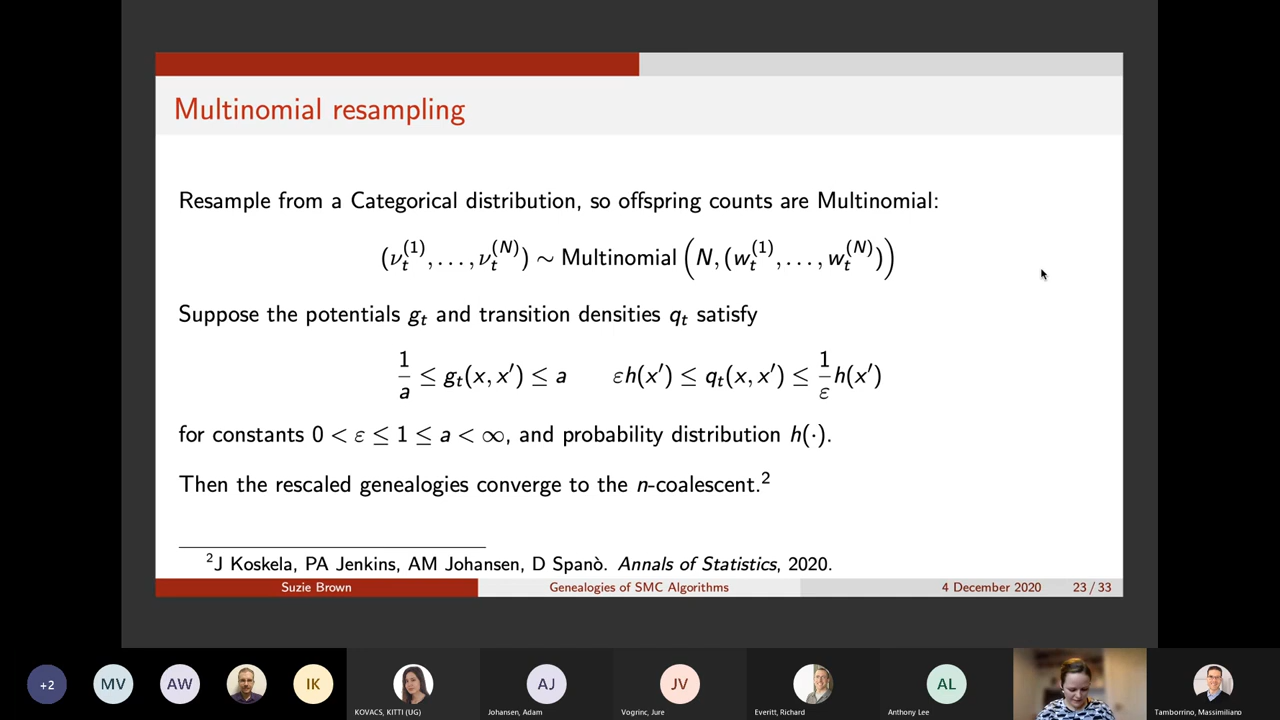 Multinomial resampling
Resample from a Categorical distribution, so offspring counts are Multinomial:
(ν_t^{(1)}, . . . , ν_t^{(N)}) ∼ Multinomial (N, (w_t^{(1)}, . . . , w_t^{(N)}))
Suppose the potentials g_t and transition densities q_t satisfy
1/a ≤ g_t(x, x′) ≤ a εh(x′) ≤ q_t(x, x′) ≤ 1/ε h(x′)
for constants 0 < ε ≤ 1 ≤ a < ∞, and probability distribution h(·).
Then the rescaled genealogies converge to the n-coalescent.²
²J Koskela, PA Jenkins, AM Johansen, D Spanò. Annals of Statistics, 2020.
Suzie Brown Genealogies of SMC Algorithms 4 December 2020 23 / 33
+2 MV AW IK AJ JV AL
KOVACS, KITTI (UG) Johansen, Adam Vogrinc, Jure Everitt, Richard Anthony Lee Tamborrino, Massimiliano